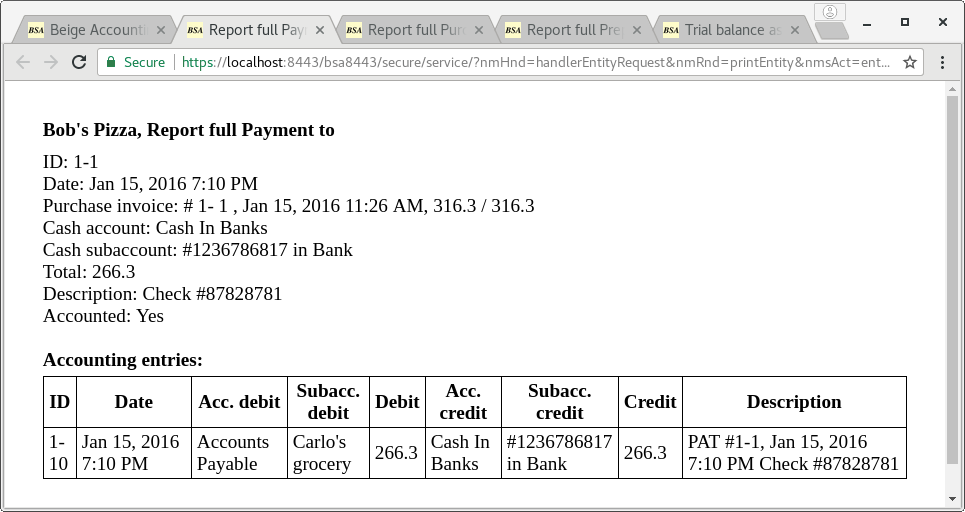 BSA Beige Accounti
BSA Report full Pay
BSA Report full Pur
BSA Report full Pre
BSA Trial balance as
Secure https://localhost:8443/bsa8443/secure/service/?nmHnd=handlerEntityRequest&nmRnd=printEntity&nmsAct=ent...
Bob's Pizza, Report full Payment to
ID: 1-1
Date: Jan 15, 2016 7:10 PM
Purchase invoice: # 1- 1 , Jan 15, 2016 11:26 AM, 316.3 / 316.3
Cash account: Cash In Banks
Cash subaccount: #1236786817 in Bank
Total: 266.3
Description: Check #87828781
Accounted: Yes
Accounting entries:
ID Date Acc. debit Subacc. debit Debit Acc. credit Subacc. credit Credit Description
1-10 Jan 15, 2016 7:10 PM Accounts Payable Carlo's grocery 266.3 Cash In Banks #1236786817 in Bank 266.3 PAT #1-1, Jan 15, 2016 7:10 PM Check #87828781